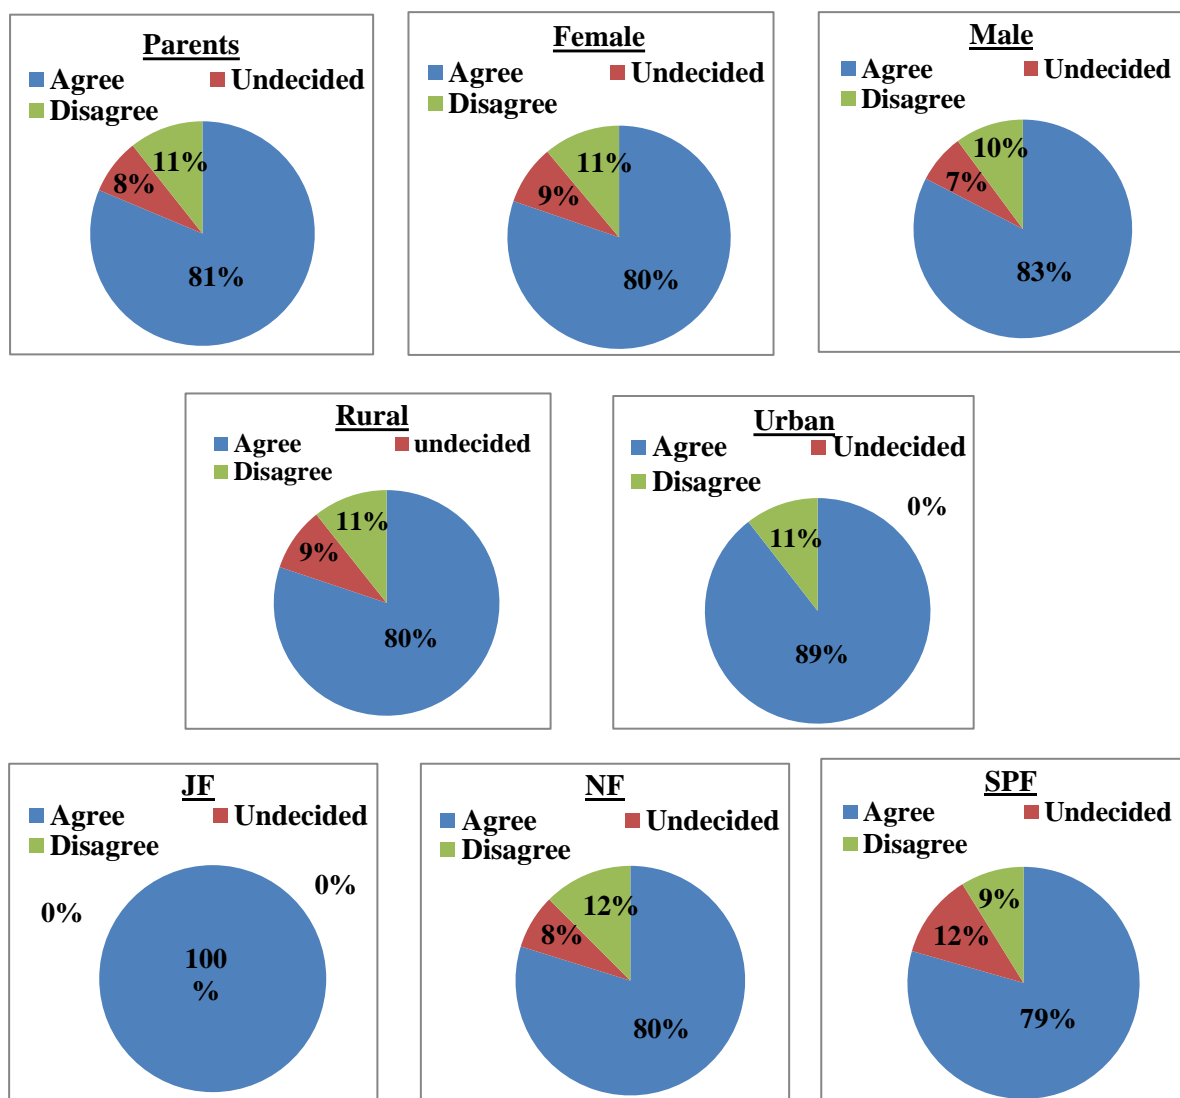 Parents
Agree Undecided
Disagree
11%
8%
81%
Female
Agree Undecided
Disagree
11%
9%
80%
Male
Agree Undecided
Disagree
10%
7%
83%
Rural
Agree undecided
Disagree
11%
9%
80%
Urban
Agree Undecided
Disagree
0%
11%
89%
JF
Agree Undecided
Disagree
0%
0%
100
%
NF
Agree Undecided
Disagree
12%
8%
80%
SPF
Agree Undecided
Disagree
9%
12%
79%